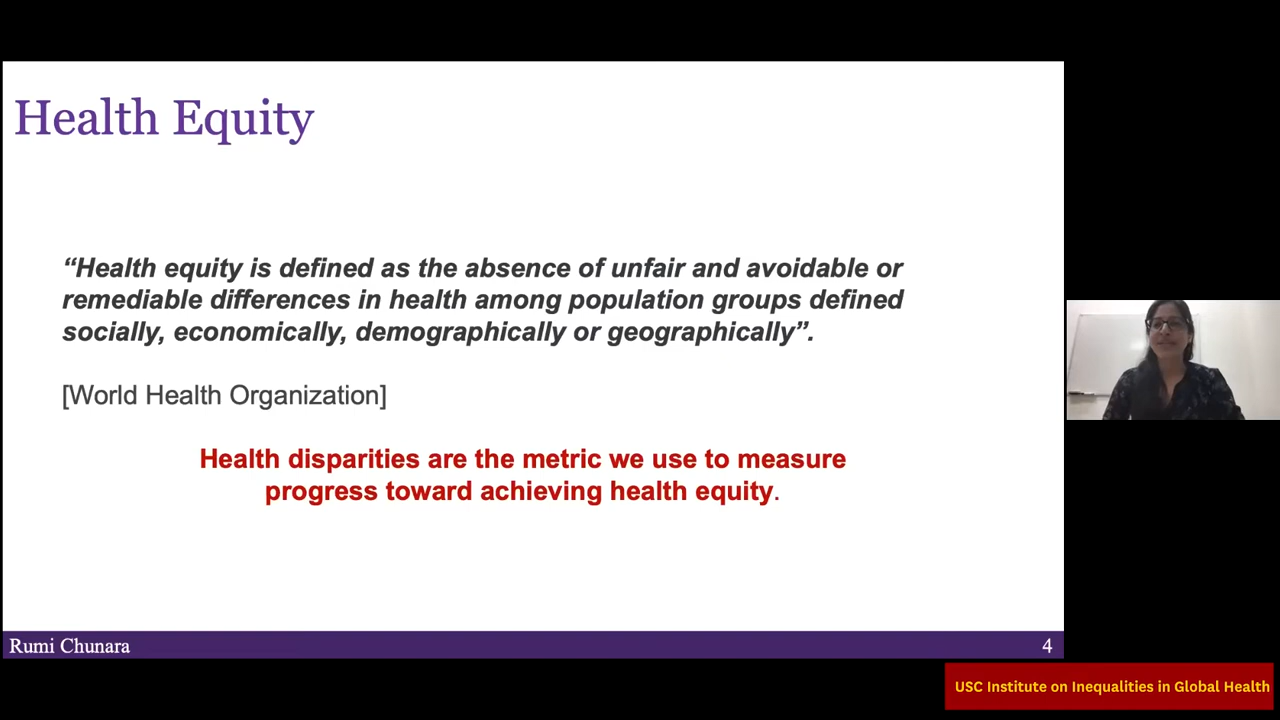 Health Equity
“Health equity is defined as the absence of unfair and avoidable or
remediable differences in health among population groups defined
socially, economically, demographically or geographically”.
[World Health Organization]
Health disparities are the metric we use to measure
progress toward achieving health equity.
Rumi Chunara
4
USC Institute on Inequalities in Global Health